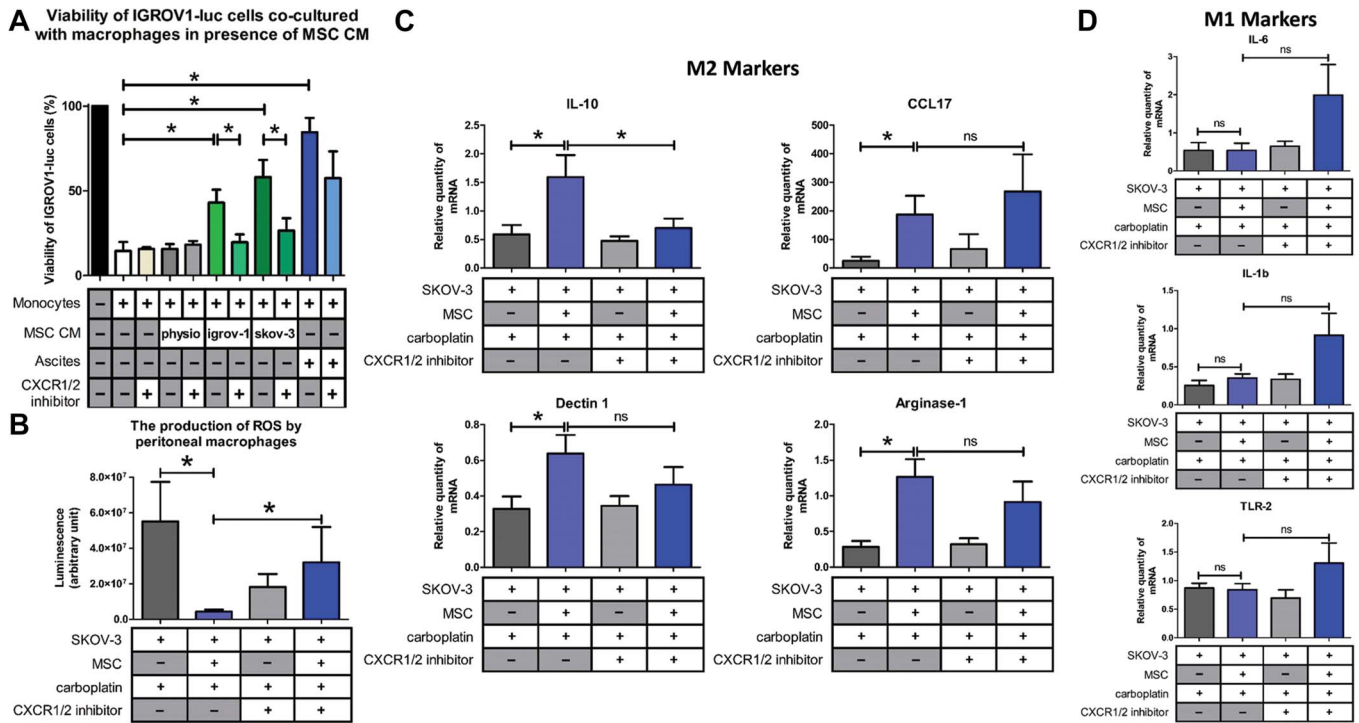 A
Viability of IGROV1-luc cells co-cultured
with macrophages in presence of MSC CM
Viability of IGROV1-luc cells (%)
100
50
0
*
*
*
*
*
Monocytes − + + + + + + + + + +
MSC CM − − − physio igrov-1 skov-3 − −
Ascites − − − − − − − − − + +
CXCR1/2
inhibitor
− − + − + − + − + − +
B
The production of ROS by
peritoneal macrophages
Luminescence
(arbitrary unit)
8.0×10⁷
6.0×10⁷
4.0×10⁷
2.0×10⁷
0.0
*
*
SKOV-3 + + + +
MSC − + − +
carboplatin + + + +
CXCR1/2 inhibitor − − + +
C
M2 Markers
IL-10
Relative quantity of
mRNA
2.5
2.0
1.5
1.0
0.5
0.0
*
*
SKOV-3 + + + +
MSC − + − +
carboplatin + + + +
CXCR1/2 inhibitor − − + +
CCL17
Relative quantity of
mRNA
500
400
300
200
100
0
*
ns
SKOV-3 + + + +
MSC − + − +
carboplatin + + + +
CXCR1/2 inhibitor − − + +
Dectin 1
Relative quantity of
mRNA
0.8
0.6
0.4
0.2
0.0
*
ns
SKOV-3 + + + +
MSC − + − +
carboplatin + + + +
CXCR1/2 inhibitor − − + +
Arginase-1
Relative quantity of
mRNA
2.0
1.5
1.0
0.5
0.0
*
ns
SKOV-3 + + + +
MSC − + − +
carboplatin + + + +
CXCR1/2 inhibitor − − + +
D
M1 Markers
IL-6
Relative quantity of
mRNA
3
2
1
0
ns
ns
SKOV-3 + + + +
MSC − + − +
carboplatin + + + +
CXCR1/2 inhibitor − − + +
IL-1b
Relative quantity of
mRNA
1.5
1.0
0.5
0.0
ns
ns
SKOV-3 + + + +
MSC − + − +
carboplatin + + + +
CXCR1/2 inhibitor − − + +
TLR-2
Relative quantity of
mRNA
2.0
1.5
1.0
0.5
0.0
ns
ns
SKOV-3 + + + +
MSC − + − +
carboplatin + + + +
CXCR1/2 inhibitor − − + +